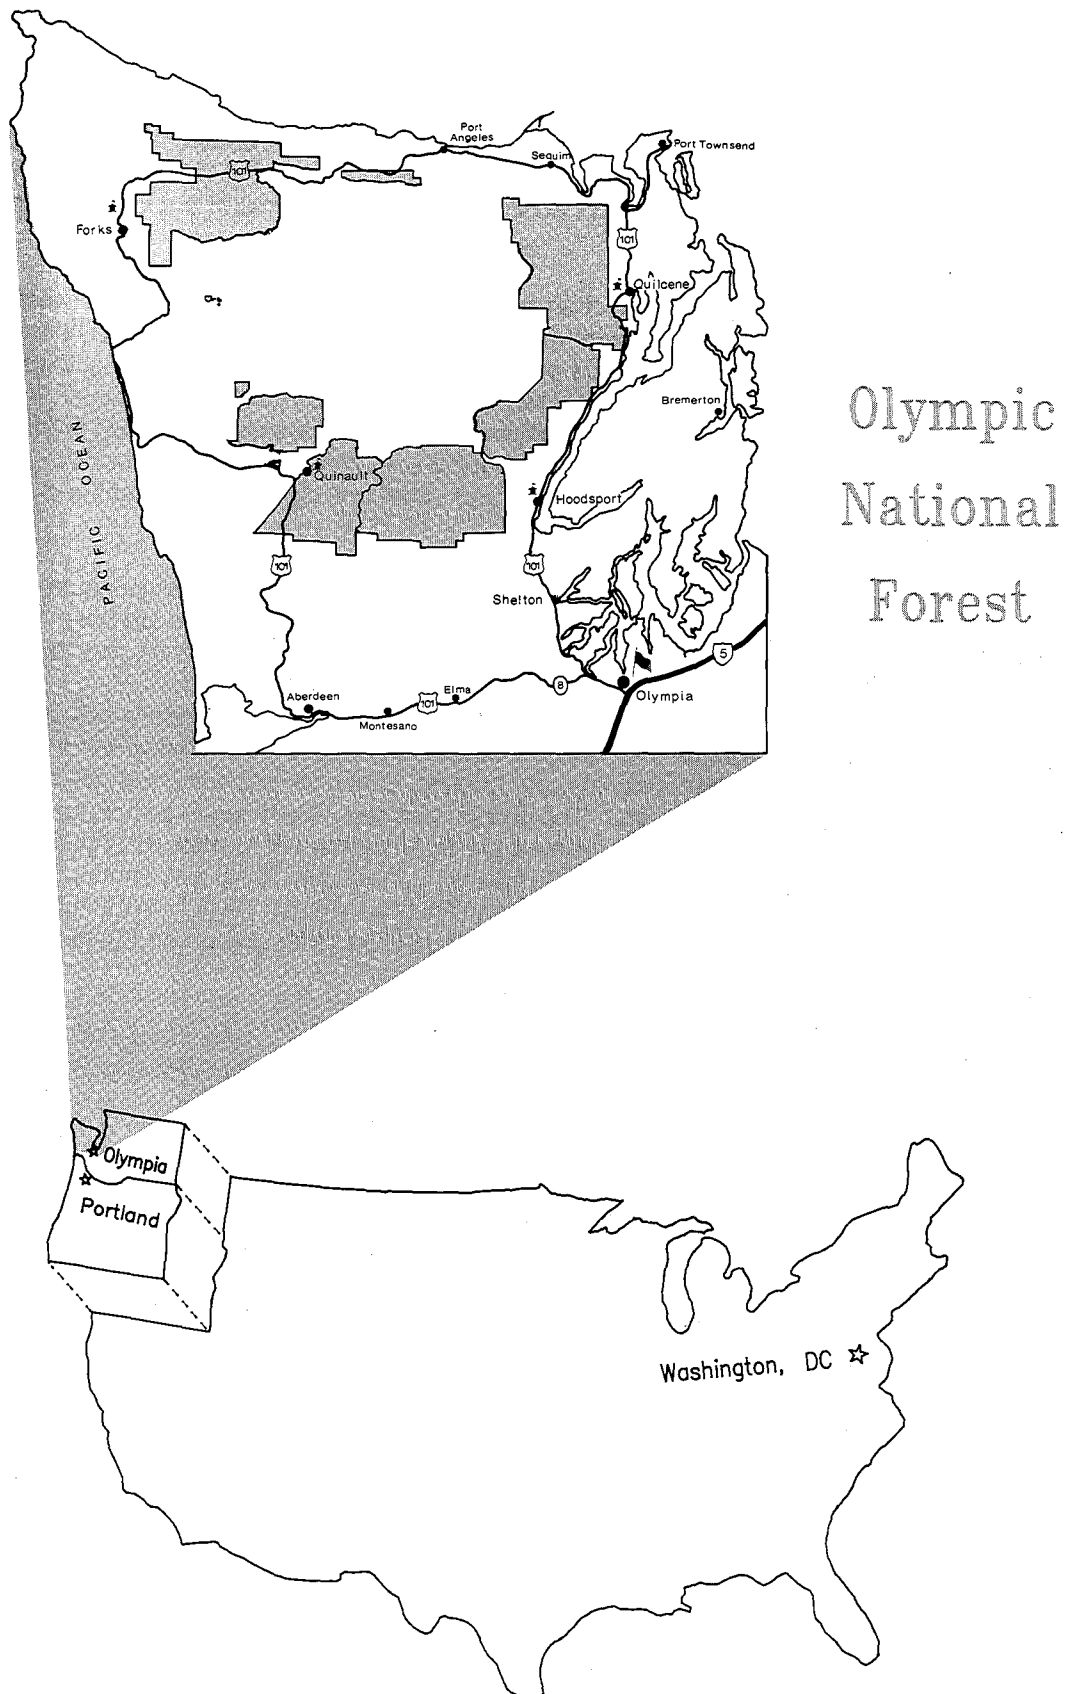 Port
Angeles
Sequim
Port Townsend
101
Forks
101
Quilcene
Bremerton
Olympic
National
Forest
PACIFIC OCEAN
Quinault
Hoodsport
101
101
Shelton
5
8
Olympia
Aberdeen
Elma
101
Montesano
Olympia
Portland
Washington, DC